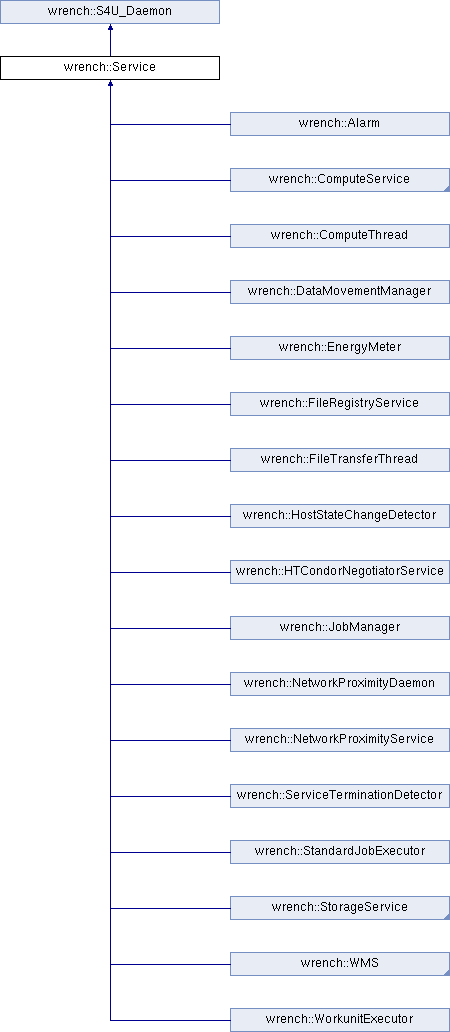 wrench::S4U_Daemon
wrench::Service
wrench::Alarm
wrench::ComputeService
wrench::ComputeThread
wrench::DataMovementManager
wrench::EnergyMeter
wrench::FileRegistryService
wrench::FileTransferThread
wrench::HostStateChangeDetector
wrench::HTCondorNegotiatorService
wrench::JobManager
wrench::NetworkProximityDaemon
wrench::NetworkProximityService
wrench::ServiceTerminationDetector
wrench::StandardJobExecutor
wrench::StorageService
wrench::WMS
wrench::WorkunitExecutor